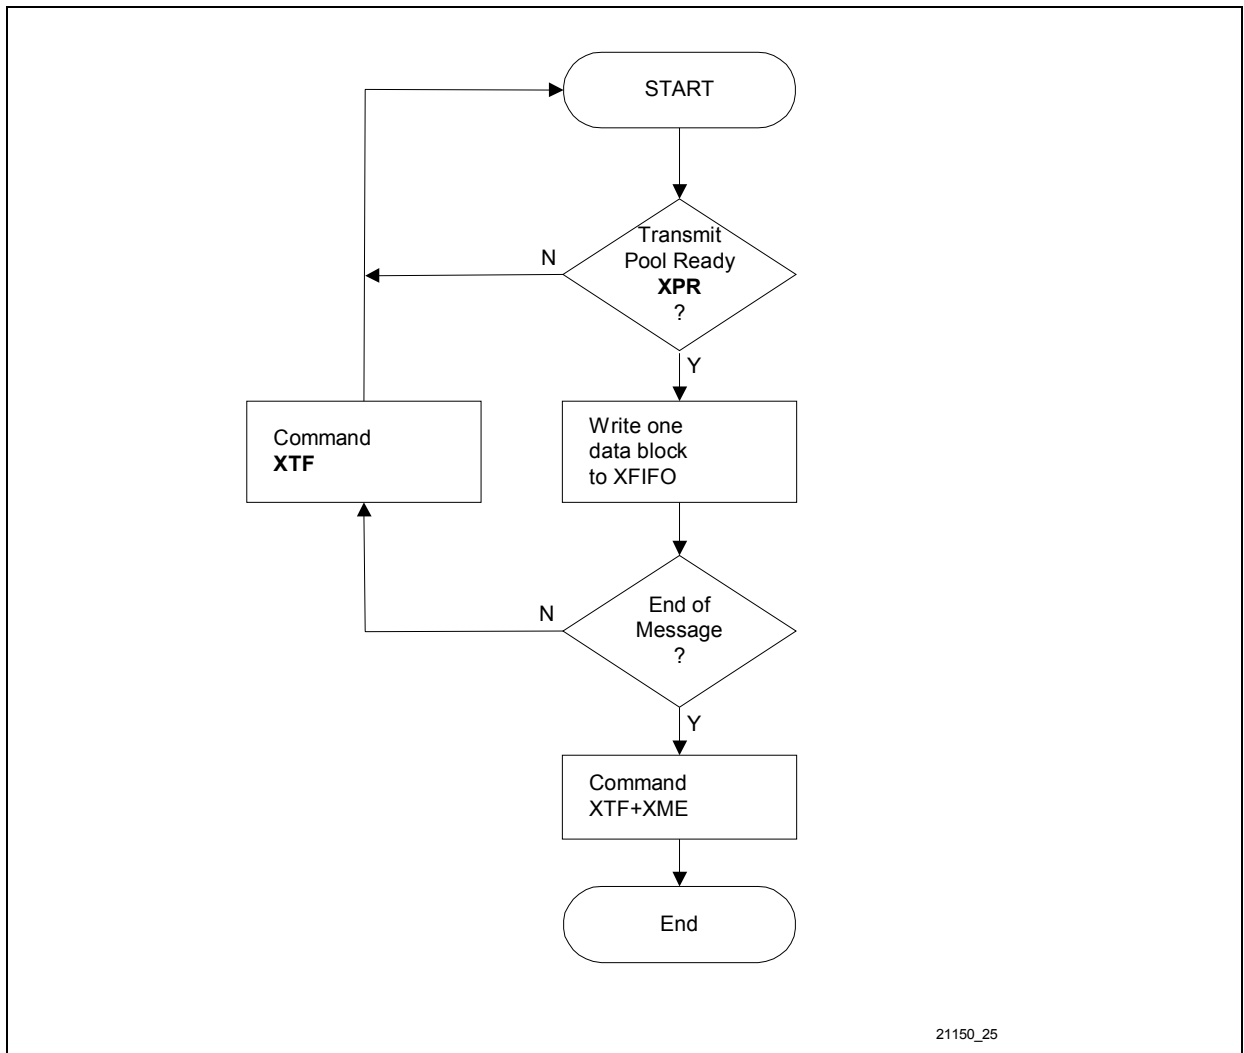 START
Transmit
Pool Ready
XPR
?
N
Y
Command
XTF
Write one
data block
to XFIFO
End of
Message
?
N
Y
Command
XTF+XME
End
21150_25